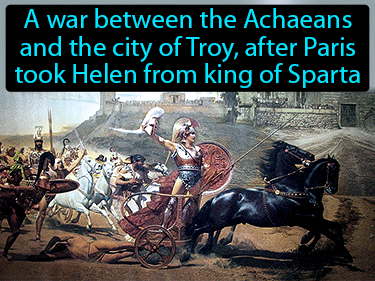 A war between the Achaeans
and the city of Troy, after Paris
took Helen from king of Sparta